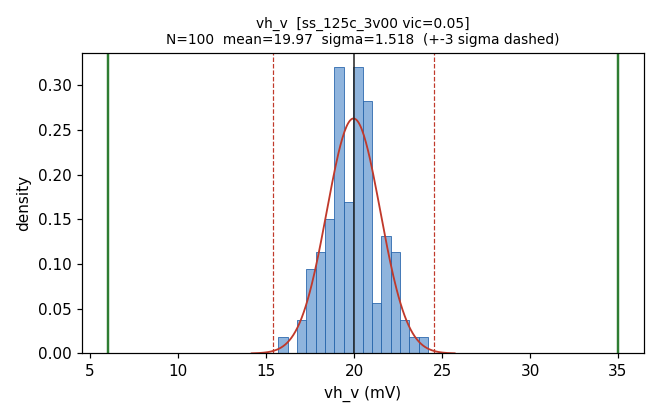 vh_v [ss_125c_3v00 vic=0.05]
N=100 mean=19.97 sigma=1.518 (+-3 sigma dashed)
0.30
0.25
0.20
0.15
0.10
0.05
0.00
density
5 10 15 20 25 30 35
vh_v (mV)